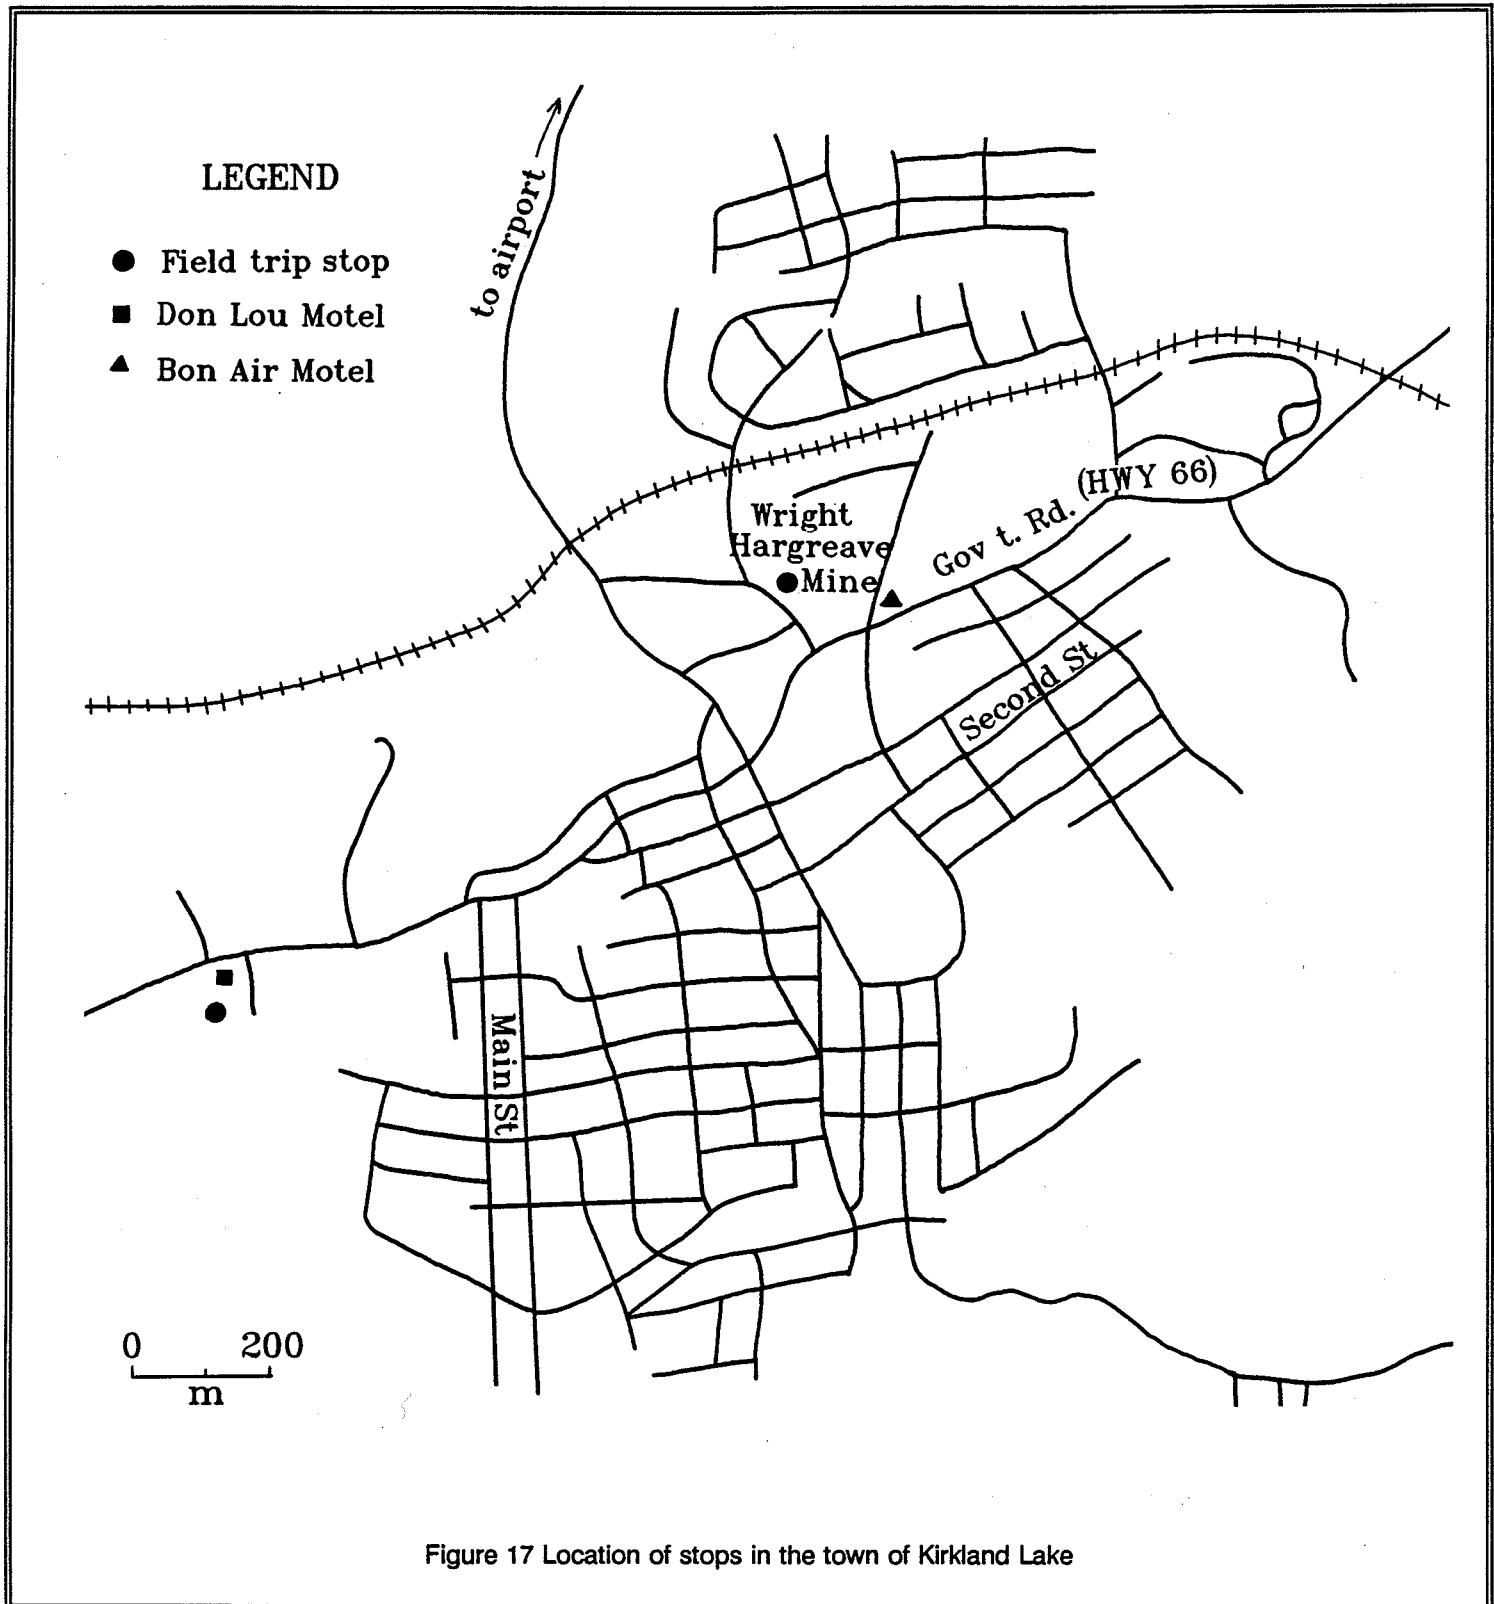 LEGEND
Field trip stop
Don Lou Motel
Bon Air Motel
to airport
Wright
Hargreave
Mine
Gov t. Rd. (HWY 66)
Second St
Main St
0 200
m
Figure 17 Location of stops in the town of Kirkland Lake